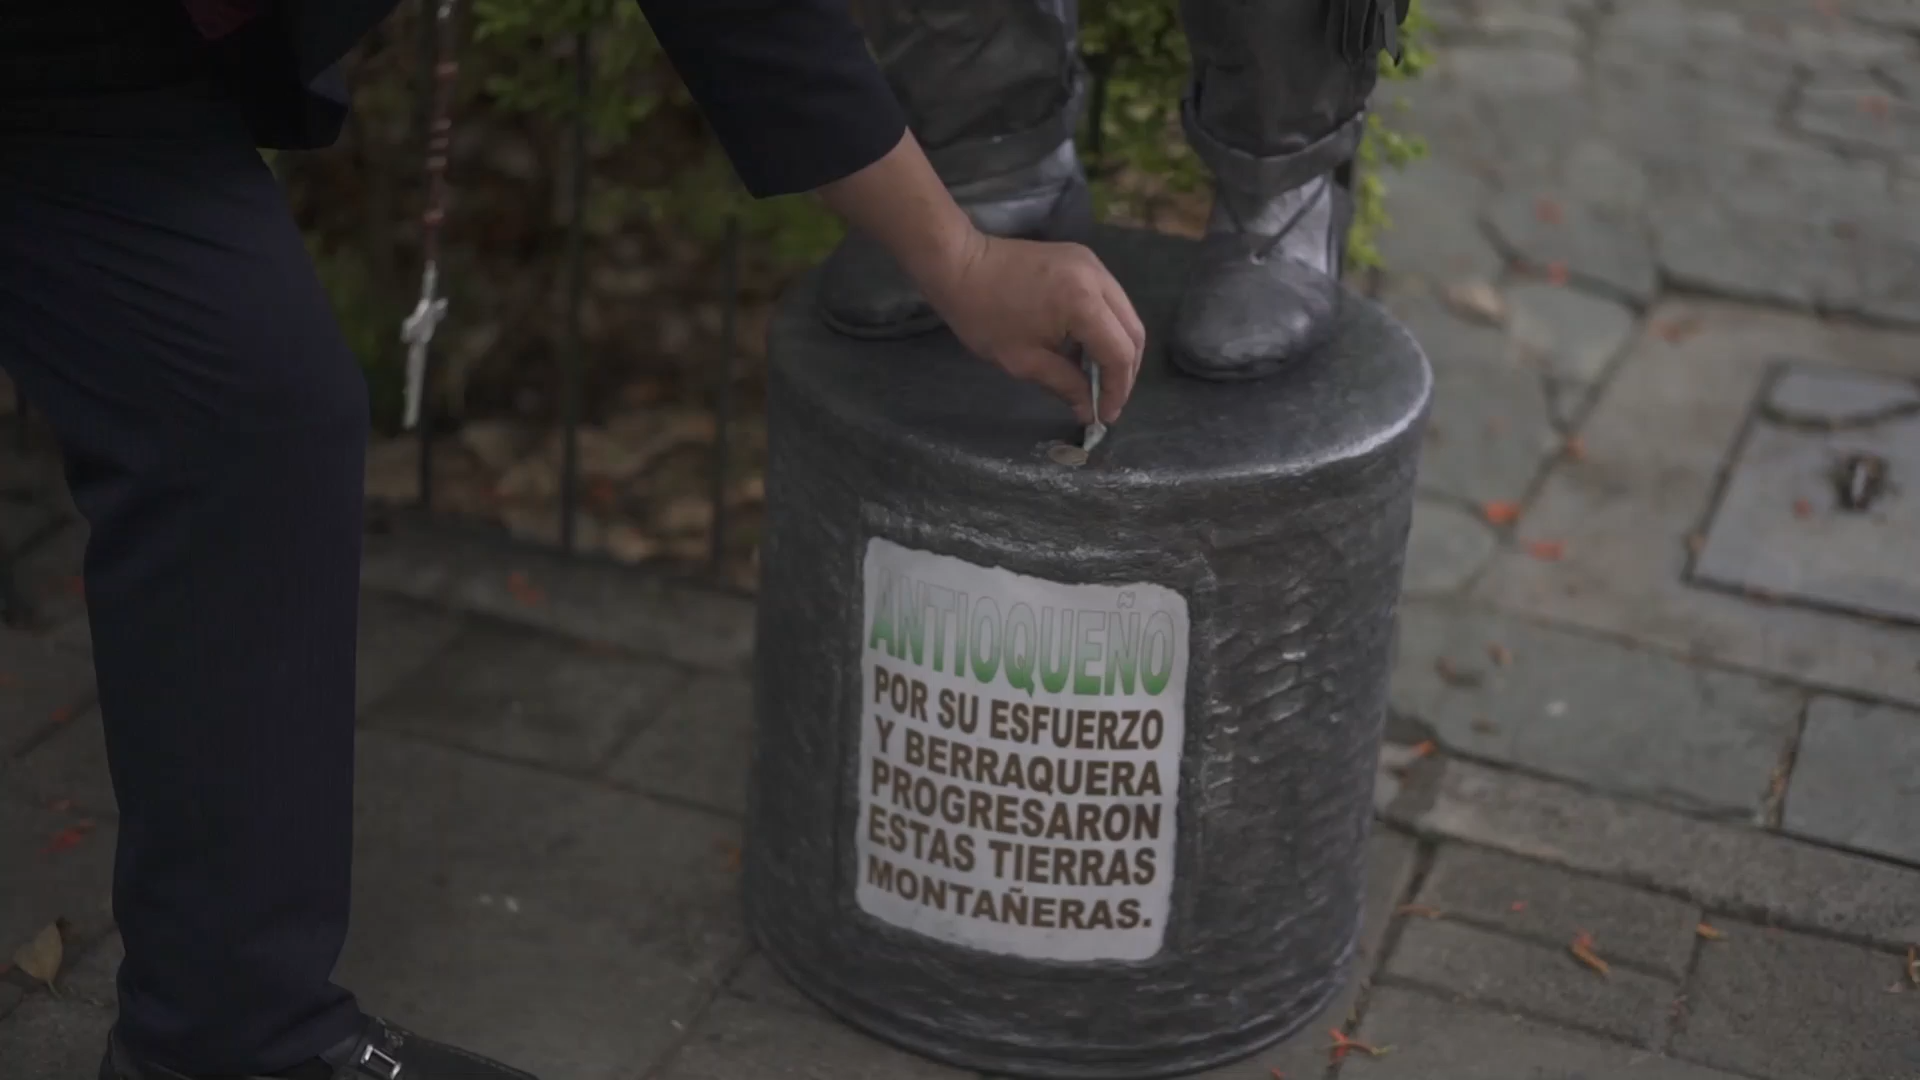 ANTIOQUEÑO
POR SU ESFUERZO
Y BERRAQUERA
PROGRESARON
ESTAS TIERRAS
MONTAÑERAS.